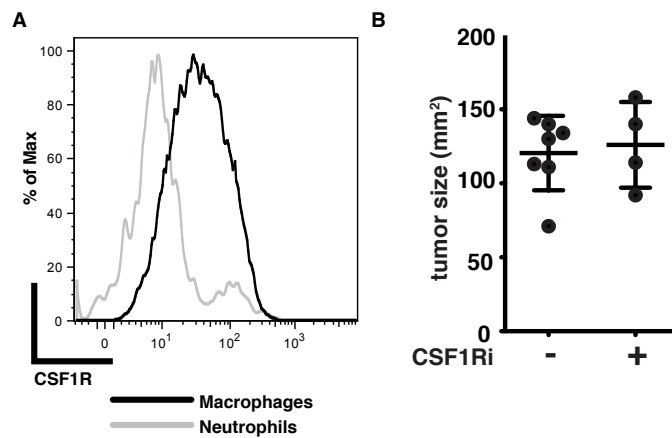 A
% of Max
100
80
60
40
20
0
0 10¹ 10² 10³
CSF1R
Macrophages
Neutrophils
B
tumor size (mm²)
200
150
100
50
0
CSF1Ri - +